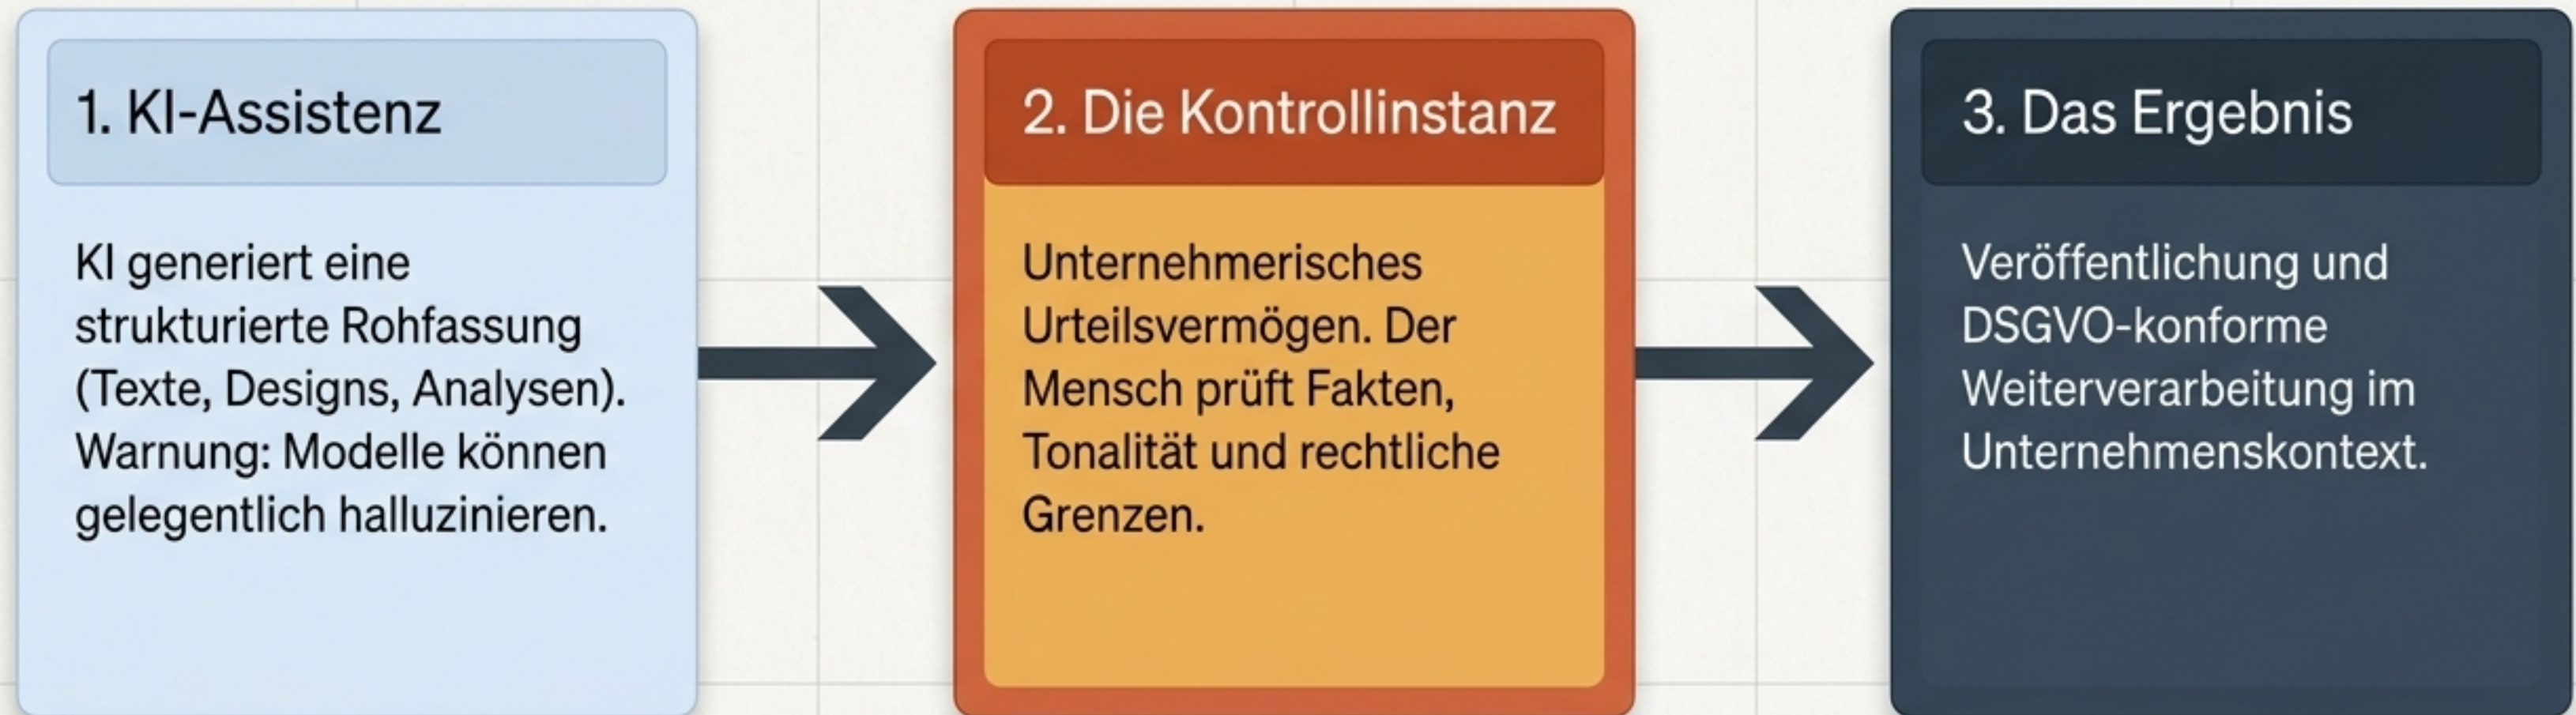 1. KI-Assistenz
KI generiert eine
strukturierte Rohfassung
(Texte, Designs, Analysen).
Warnung: Modelle können
gelegentlich halluzinieren.
2. Die Kontrollinstanz
Unternehmerisches
Urteilsvermögen. Der
Mensch prüft Fakten,
Tonalität und rechtliche
Grenzen.
3. Das Ergebnis
Veröffentlichung und
DSGVO-konforme
Weiterverarbeitung im
Unternehmenskontext.